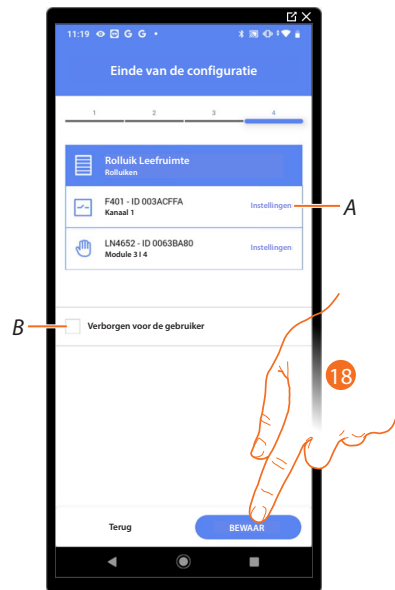 11:19 G G
Einde van de configuratie
1 2 3 4
Rolluik Leefruimte
Rolluiken
F401 - ID 003ACFFA
Kanaal 1
Instellingen
A
LN4652 - ID 0063BA80
Module 3I 4
Instellingen
B
Verborgen voor de gebruiker
18
Terug
BEWAAR